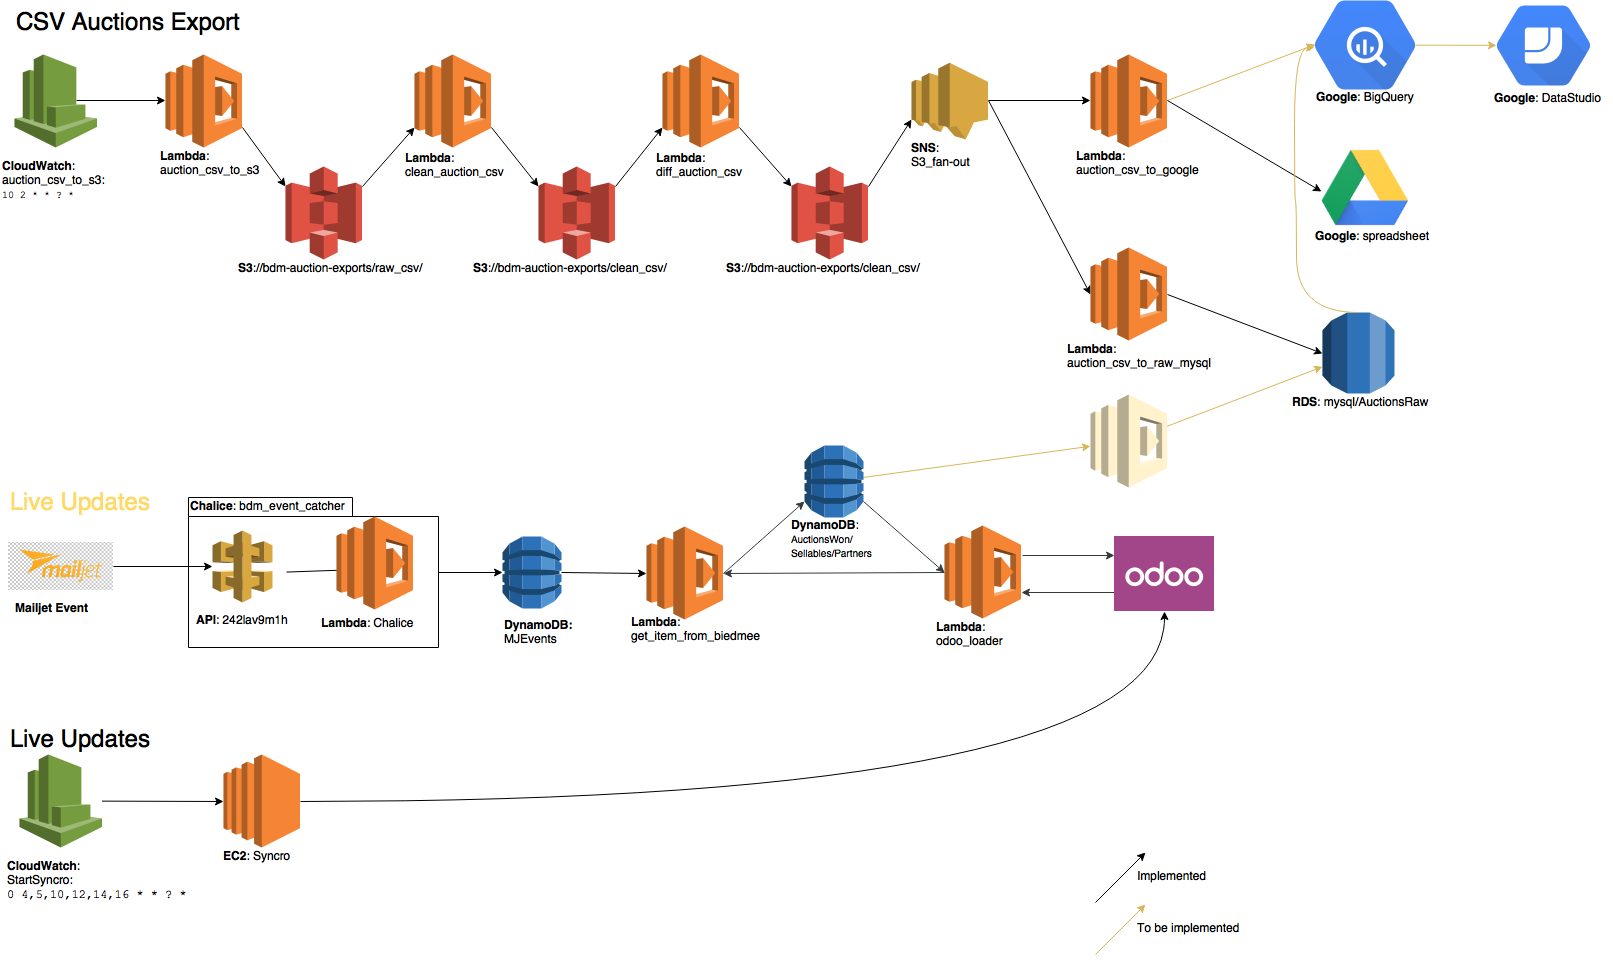 CSV Auctions Export
CloudWatch:
auction_csv_to_s3:
10 2 * * ? *
Lambda:
auction_csv_to_s3
S3://bdm-auction-exports/raw_csv/
Lambda:
clean_auction_csv
S3://bdm-auction-exports/clean_csv/
Lambda:
diff_auction_csv
S3://bdm-auction-exports/clean_csv/
SNS:
S3_fan-out
Lambda:
auction_csv_to_google
Google: BigQuery
Google: DataStudio
Google: spreadsheet
Lambda:
auction_csv_to_raw_mysql
RDS: mysql/AuctionsRaw
Live Updates
mailjet
Mailjet Event
Chalice: bdm_event_catcher
API: 242lav9m1h
Lambda: Chalice
DynamoDB:
MJEvents
Lambda:
get_item_from_biedmee
DynamoDB:
AuctionsWon/
Sellables/Partners
Lambda:
odoo_loader
odoo
Live Updates
CloudWatch:
StartSyncro:
0 4,5,10,12,14,16 * * ? *
EC2: Syncro
Implemented
To be implemented